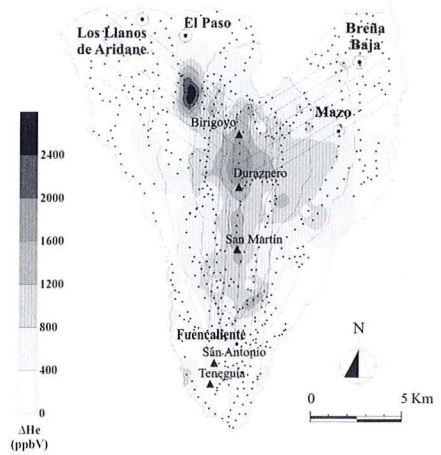 El Paso
Los Llanos
de Aridane
Breña
Baja
Mazo
Birigoyo
Duraznero
San Martín
Fuencaliente
San Antonio
Teneguía
2400
2000
1600
1200
800
400
0
ΔHe
(ppbV)
N
0
5 Km